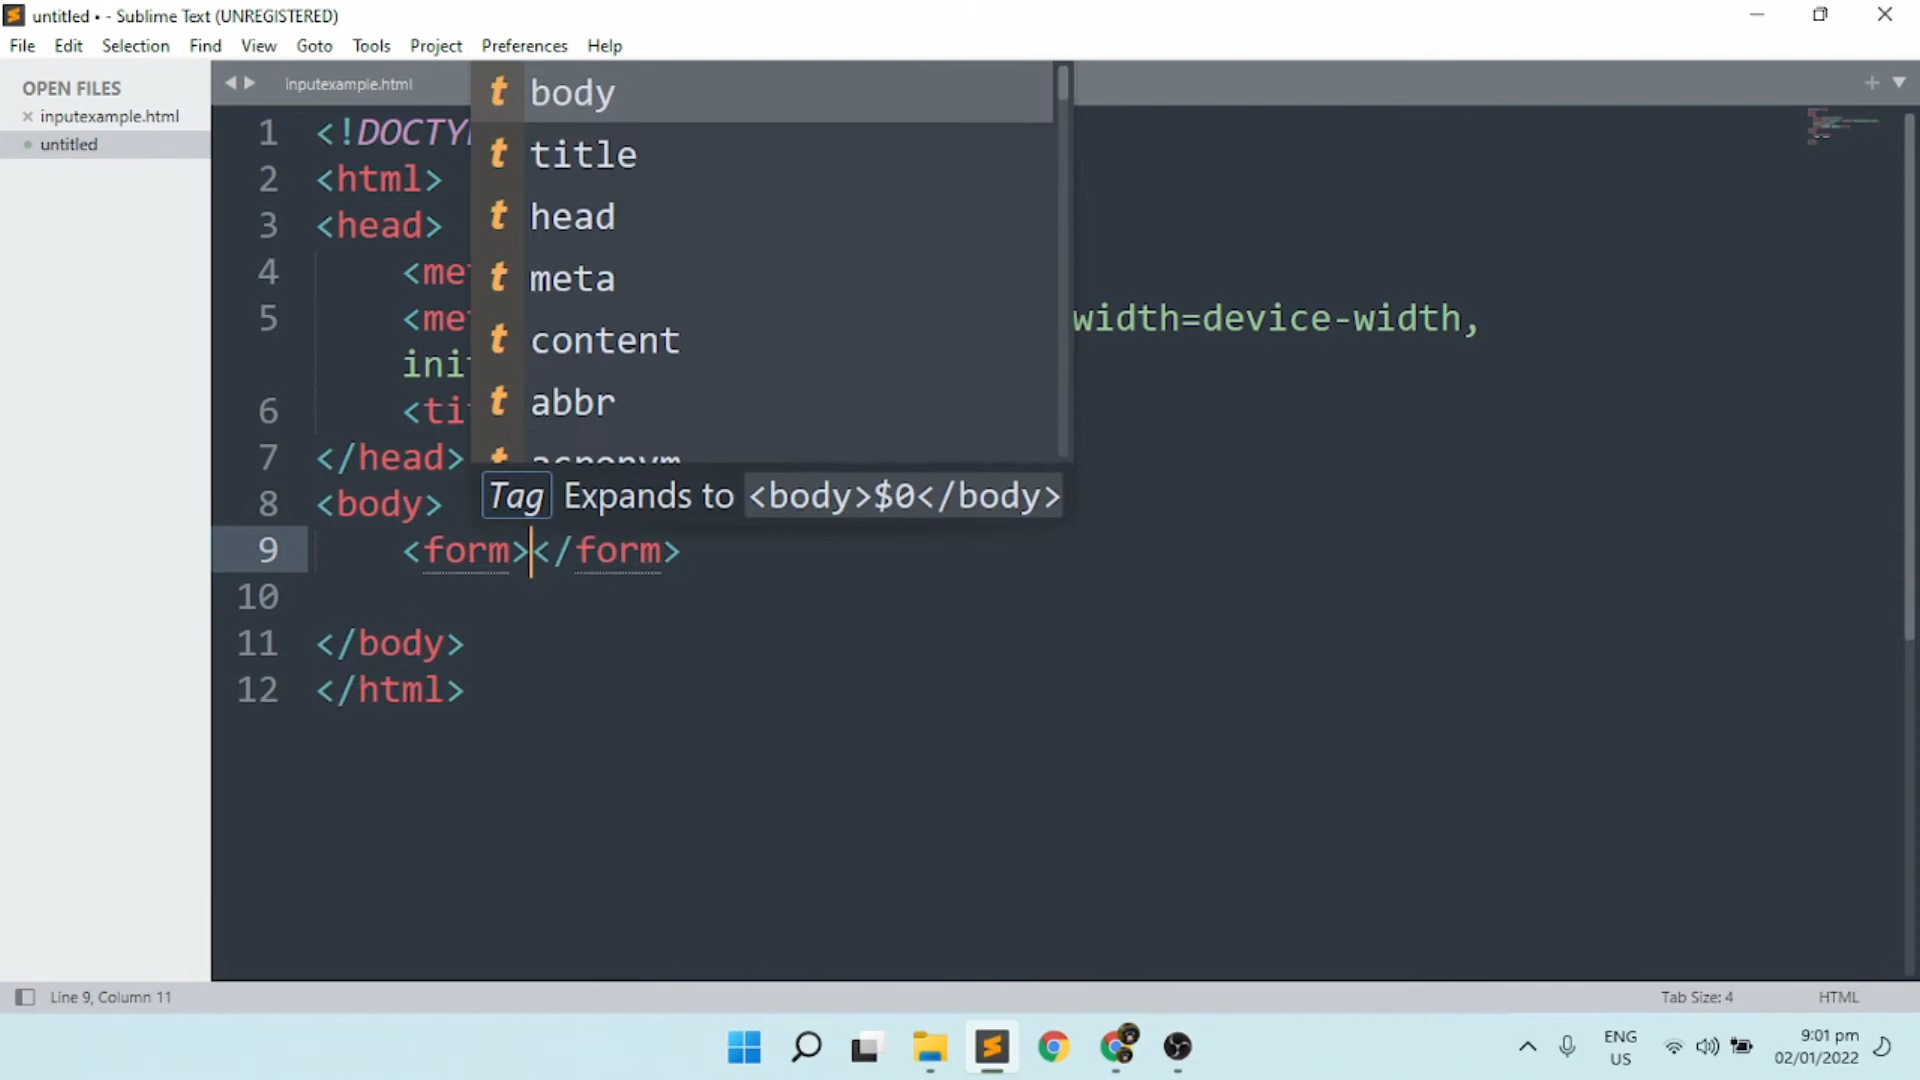 untitled • - Sublime Text (UNREGISTERED)
File Edit Selection Find View Goto Tools Project Preferences Help
OPEN FILES
inputexample.html
untitled
inputexample.html
body
title
head
meta
content
abbr
acronym
Tag Expands to <body>$0</body>
1 <!DOCTY
2 <html>
3 <head>
4 <me
5 <me width=device-width,
init
6 <tit
7 </head>
8 <body>
9 <form></form>
10
11 </body>
12 </html>
Line 9, Column 11
Tab Size: 4 HTML
ENG
US
9:01 pm
02/01/2022